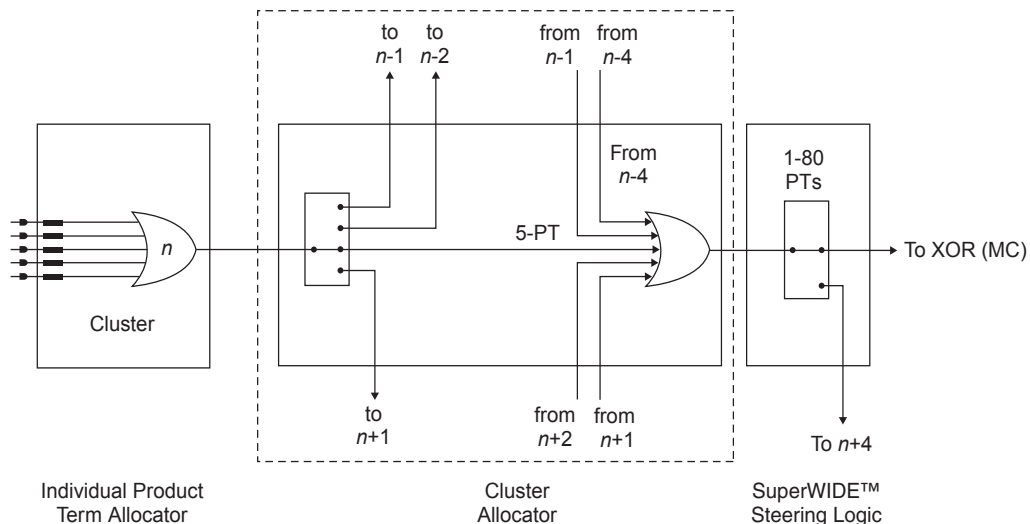 to
n-1
to
n-2
from
n-1
from
n-4
From
n-4
1-80
PTs
n
5-PT
To XOR (MC)
Cluster
to
n+1
from
n+2
from
n+1
To n+4
Individual Product
Term Allocator
Cluster
Allocator
SuperWIDE™
Steering Logic